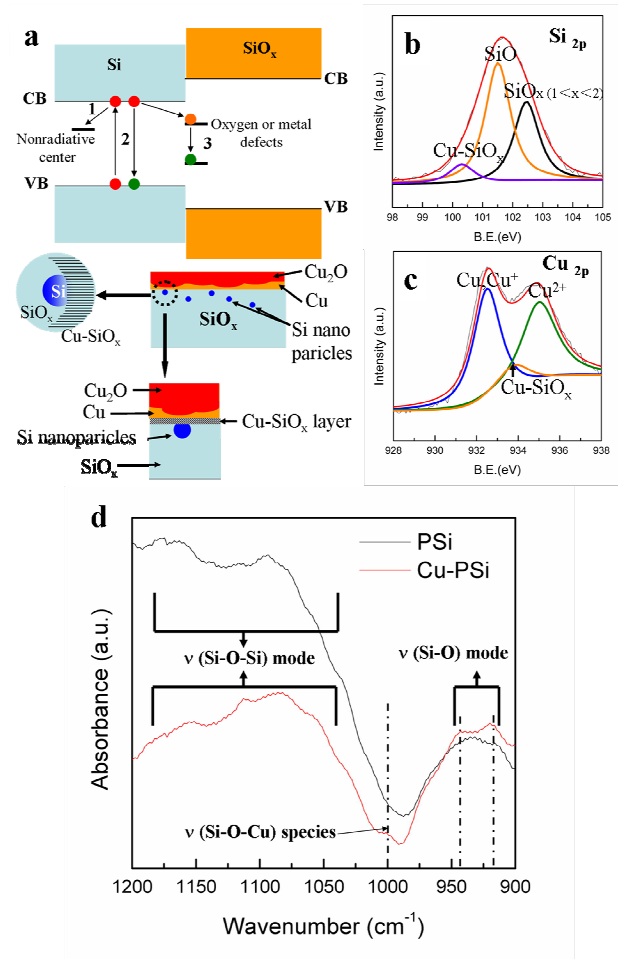 a
Si
SiOₓ
CB
CB
1
2
3
Nonradiative
center
Oxygen or metal
defects
VB
VB
Si
SiOₓ
Cu-SiOₓ
Cu₂O
Cu
SiOₓ
Si nano
paricles
Cu₂O
Cu
Cu-SiOₓ layer
Si nanoparicles
SiOₓ
b
Si 2p
SiO
SiOx (1<x<2)
Cu-SiOₓ
Intensity (a.u.)
98 99 100 101 102 103 104 105
B.E.(eV)
c
Cu 2p
Cu,Cu⁺
Cu²⁺
Cu-SiOₓ
Intensity (a.u.)
928 930 932 934 936 938
B.E.(eV)
d
PSi
Cu-PSi
ν (Si-O-Si) mode
ν (Si-O) mode
ν (Si-O-Cu) species
Absorbance (a.u.)
1200 1150 1100 1050 1000 950 900
Wavenumber (cm⁻¹)